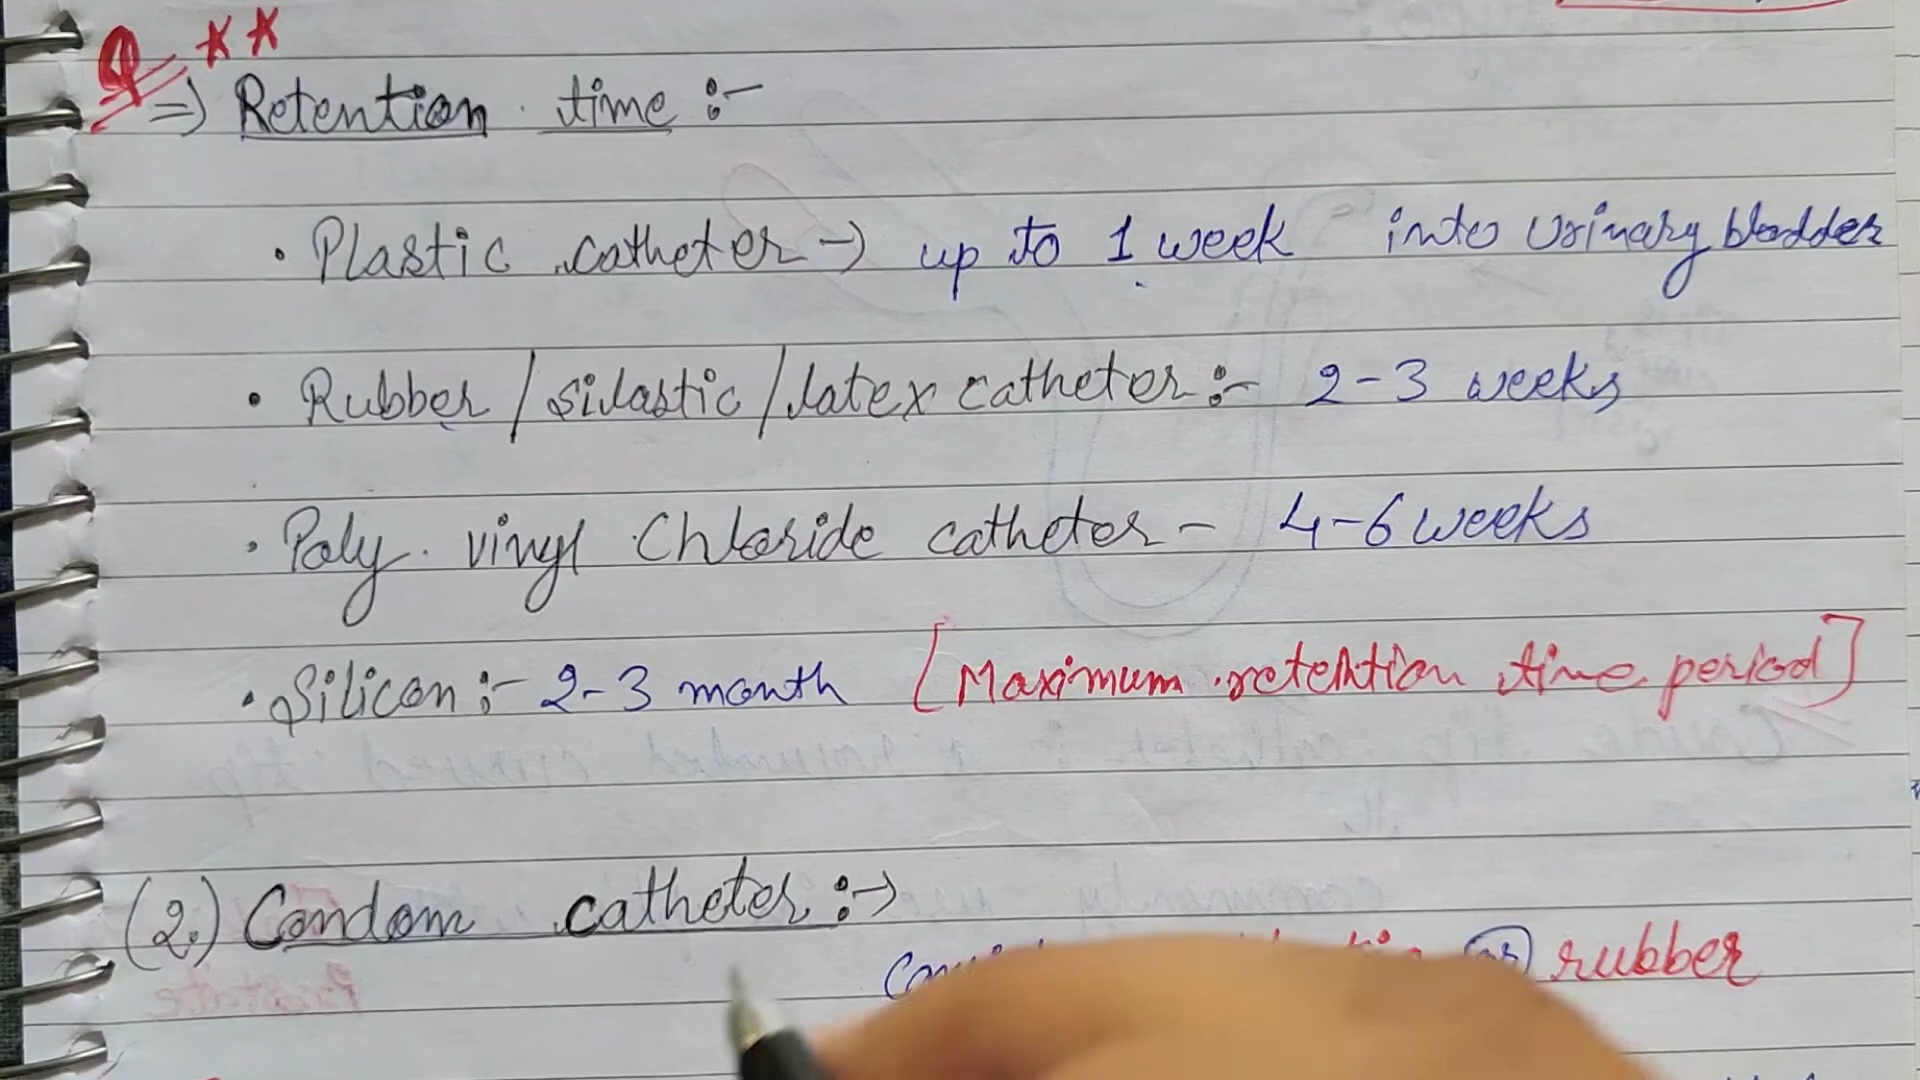 Q **
=> Retention time :-
• Plastic catheter -> up to 1 week into Urinary bladder
• Rubber / silastic / latex catheter :- 2-3 weeks
• Poly vinyl Chloride catheter - 4-6 weeks
• Silicon :- 2-3 month [Maximum retention time period]
(2.) Condom catheter :->
or rubber